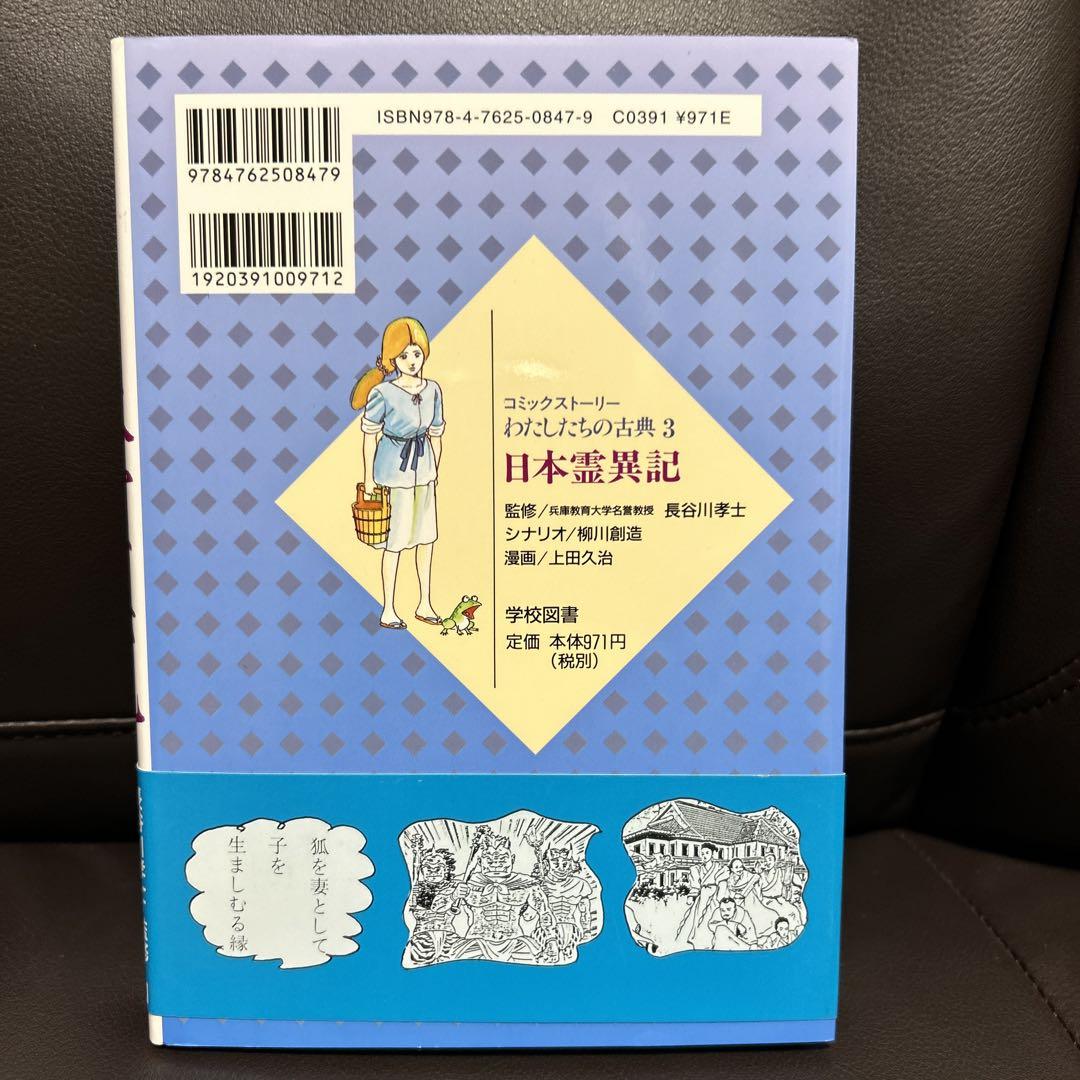 ISBN978-4-7625-0847-9 C0391 ¥971E
9784762508479
1920391009712
コミックストーリー
わたしたちの古典 3
日本霊異記
監修/兵庫教育大学名誉教授 長谷川孝士
シナリオ/柳川創造
漫画/上田久治
学校図書
定価 本体971円
(税別)
狐を妻として
子を
生ましむる縁